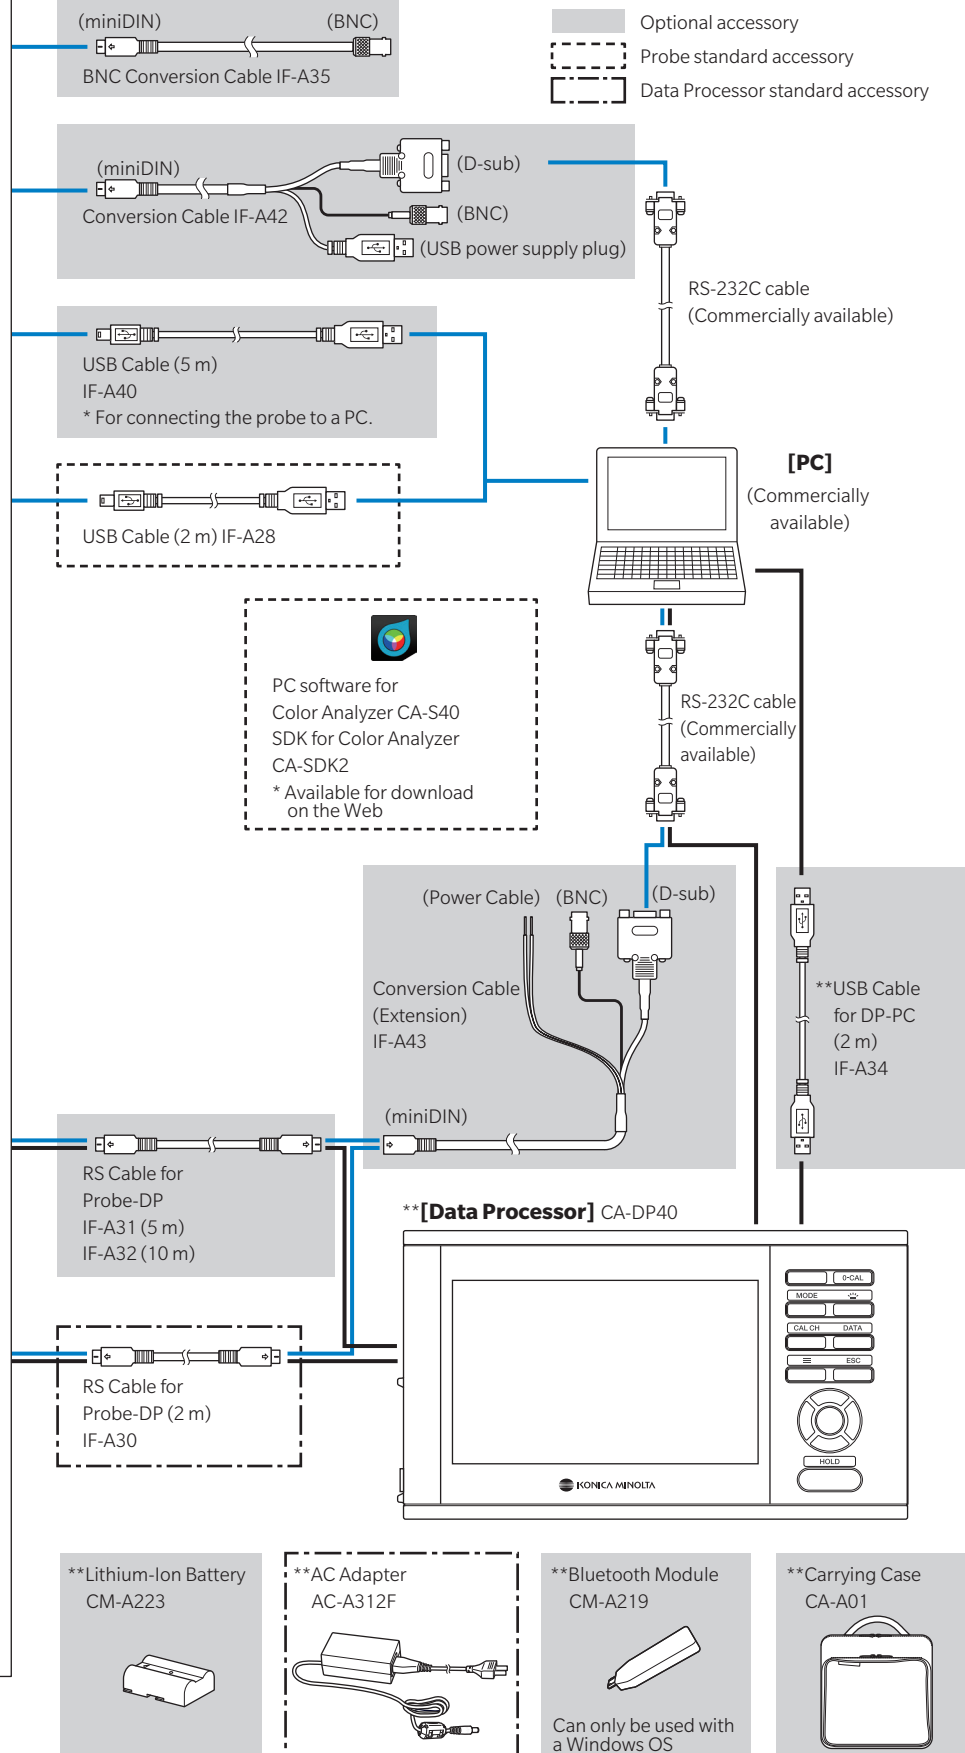 (miniDIN)
(BNC)
BNC Conversion Cable IF-A35
Optional accessory
Probe standard accessory
Data Processor standard accessory
(miniDIN)
Conversion Cable IF-A42
(D-sub)
(BNC)
(USB power supply plug)
RS-232C cable
(Commercially available)
USB Cable (5 m)
IF-A40
* For connecting the probe to a PC.
[PC]
(Commercially
available)
USB Cable (2 m) IF-A28
PC software for
Color Analyzer CA-S40
SDK for Color Analyzer
CA-SDK2
* Available for download
on the Web
RS-232C cable
(Commercially
available)
(Power Cable)
(BNC)
(D-sub)
Conversion Cable
(Extension)
IF-A43
(miniDIN)
**USB Cable
for DP-PC
(2 m)
IF-A34
RS Cable for
Probe-DP
IF-A31 (5 m)
IF-A32 (10 m)
**[Data Processor] CA-DP40
0-CAL
MODE
CAL CH
DATA
ESC
HOLD
KONICA MINOLTA
RS Cable for
Probe-DP (2 m)
IF-A30
**Lithium-Ion Battery
CM-A223
**AC Adapter
AC-A312F
**Bluetooth Module
CM-A219
Can only be used with
a Windows OS
**Carrying Case
CA-A01